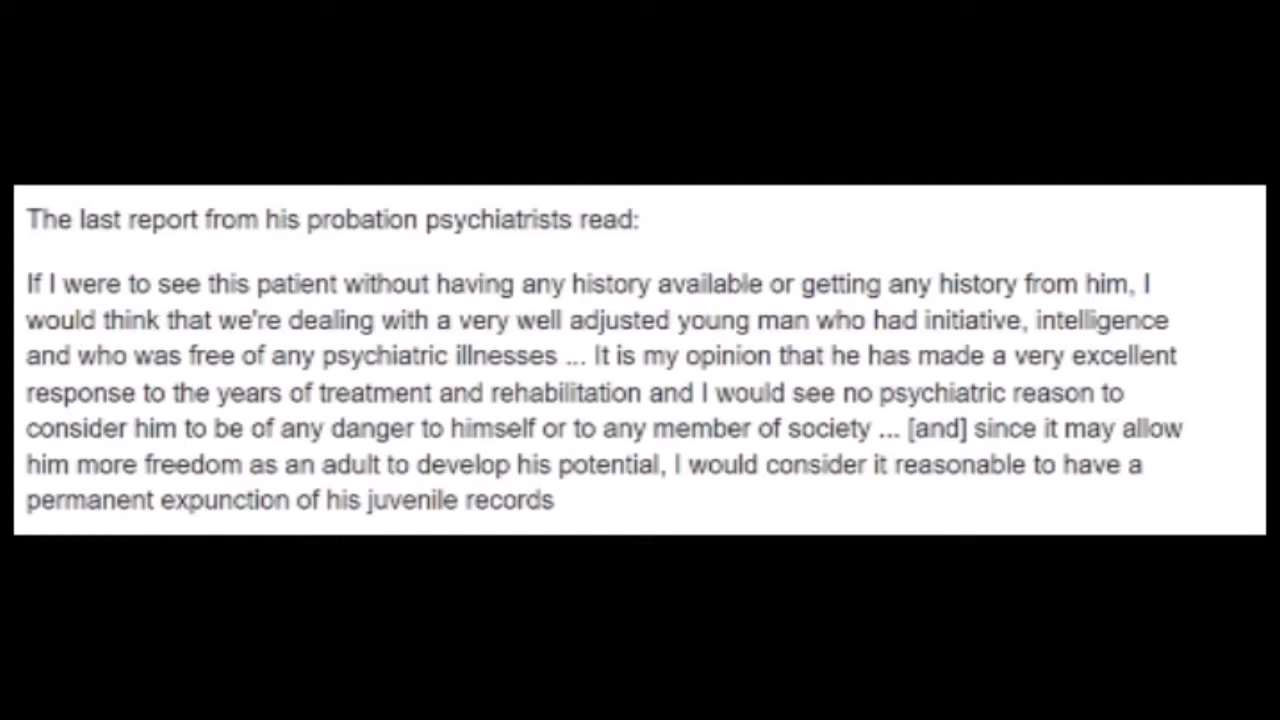 The last report from his probation psychiatrists read:
If I were to see this patient without having any history available or getting any history from him, I
would think that we're dealing with a very well adjusted young man who had initiative, intelligence
and who was free of any psychiatric illnesses ... It is my opinion that he has made a very excellent
response to the years of treatment and rehabilitation and I would see no psychiatric reason to
consider him to be of any danger to himself or to any member of society ... [and] since it may allow
him more freedom as an adult to develop his potential, I would consider it reasonable to have a
permanent expunction of his juvenile records